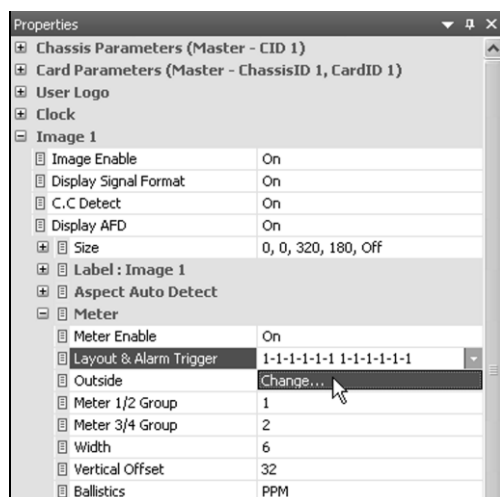 Properties
Chassis Parameters (Master - CID 1)
Card Parameters (Master - ChassisID 1, CardID 1)
User Logo
Clock
Image 1
Image Enable On
Display Signal Format On
C.C Detect On
Display AFD On
Size 0, 0, 320, 180, Off
Label : Image 1
Aspect Auto Detect
Meter
Meter Enable On
Layout & Alarm Trigger 1-1-1-1-1-1 1-1-1-1-1-1
Outside Change...
Meter 1/2 Group 1
Meter 3/4 Group 2
Width 6
Vertical Offset 32
Ballistics PPM